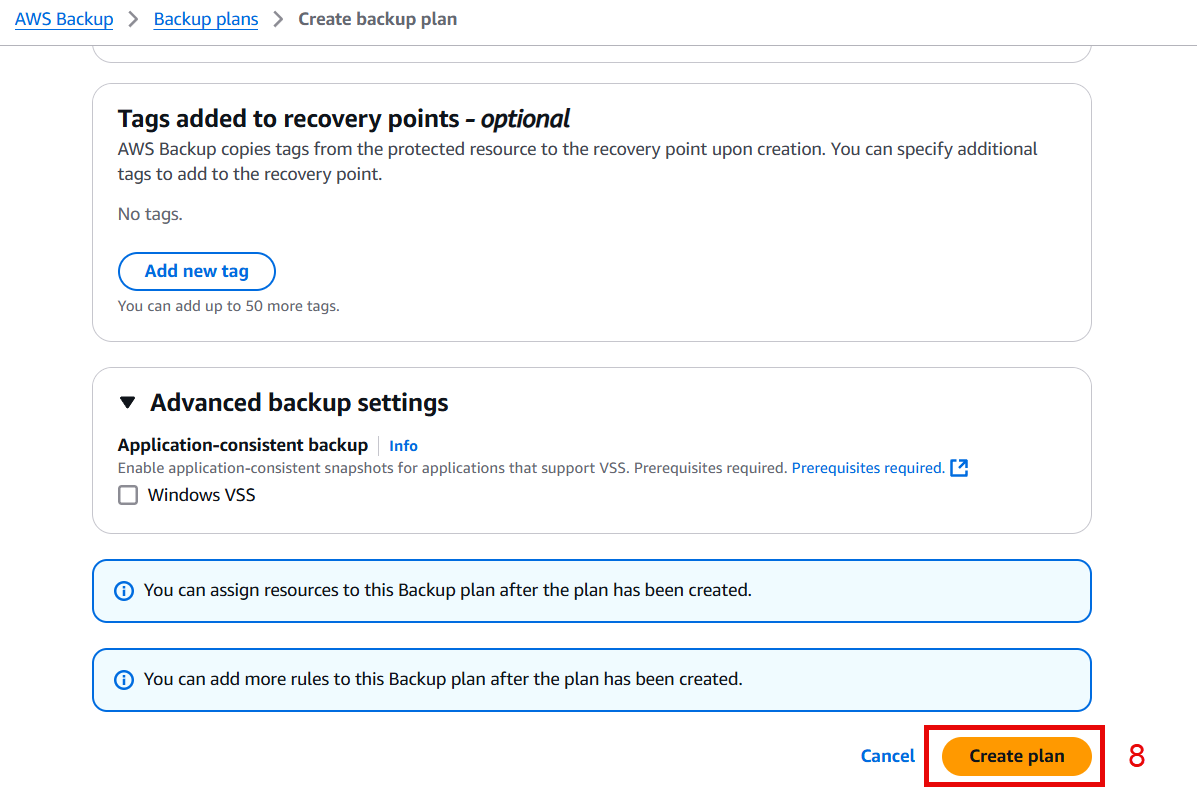 AWS Backup > Backup plans > Create backup plan
Tags added to recovery points - optional
AWS Backup copies tags from the protected resource to the recovery point upon creation. You can specify additional
tags to add to the recovery point.
No tags.
Add new tag
You can add up to 50 more tags.
Advanced backup settings
Application-consistent backup | Info
Enable application-consistent snapshots for applications that support VSS. Prerequisites required. Prerequisites required.
Windows VSS
You can assign resources to this Backup plan after the plan has been created.
You can add more rules to this Backup plan after the plan has been created.
Cancel Create plan 8